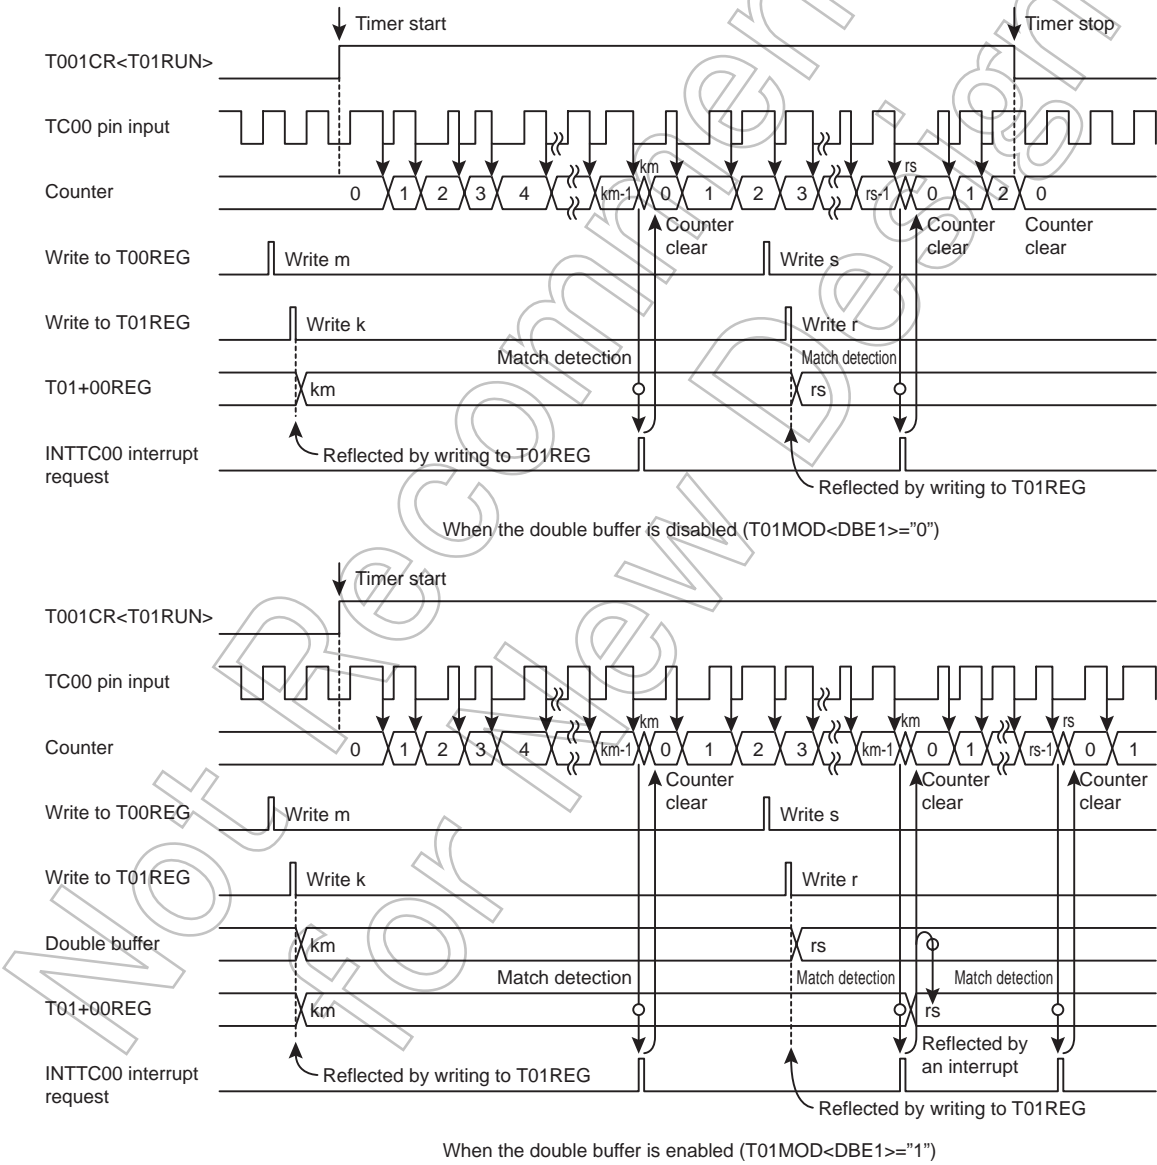 Timer start
Timer stop
T001CR<T01RUN>
TC00 pin input
km
rs
Counter
0 1 2 3 4 km-1 0 1 2 3 rs-1 0 1 2 0
Counter clear
Counter clear
Counter clear
Write to T00REG
Write m
Write s
Write to T01REG
Write k
Write r
Match detection
Match detection
T01+00REG
km
rs
INTTC00 interrupt request
Reflected by writing to T01REG
Reflected by writing to T01REG
When the double buffer is disabled (T01MOD<DBE1>="0")
Timer start
T001CR<T01RUN>
TC00 pin input
km
km
rs
Counter
0 1 2 3 4 km-1 0 1 2 3 km-1 0 1 rs-1 0 1
Counter clear
Counter clear
Counter clear
Write to T00REG
Write m
Write s
Write to T01REG
Write k
Write r
Double buffer
km
rs
Match detection
Match detection
Match detection
T01+00REG
km
rs
Reflected by an interrupt
INTTC00 interrupt request
Reflected by writing to T01REG
Reflected by writing to T01REG
When the double buffer is enabled (T01MOD<DBE1>="1")
Not Recommen
for New Design